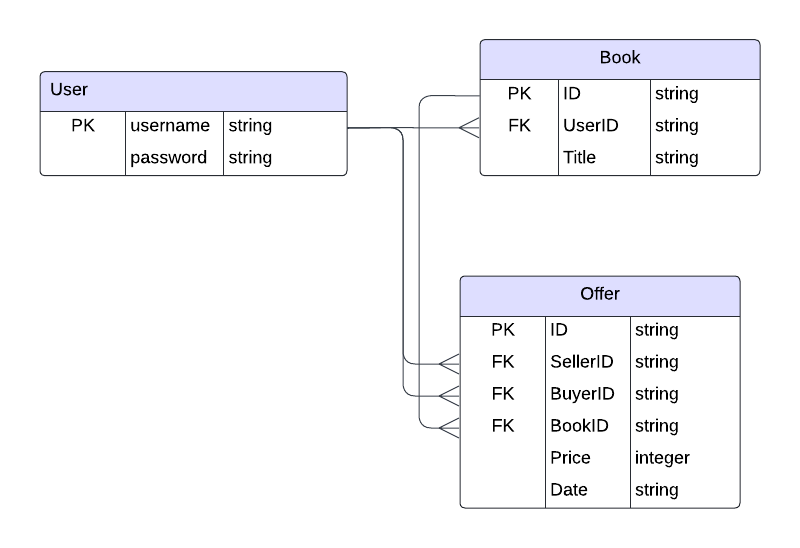 User
PK username string
password string
Book
PK ID string
FK UserID string
Title string
Offer
PK ID string
FK SellerID string
FK BuyerID string
FK BookID string
Price integer
Date string